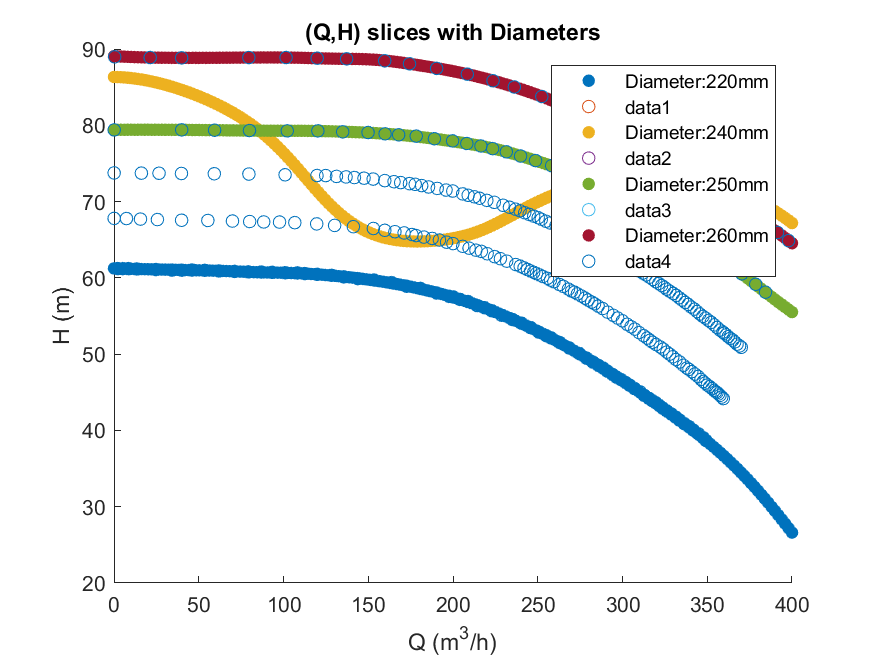 (Q,H) slices with Diameters
90
80
70
60
50
40
30
20
H (m)
0 50 100 150 200 250 300 350 400
Q (m³/h)
Diameter:220mm
data1
Diameter:240mm
data2
Diameter:250mm
data3
Diameter:260mm
data4